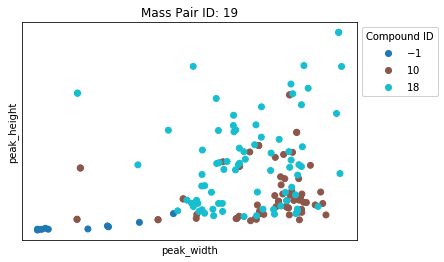 Mass Pair ID: 19
peak_height
peak_width
Compound ID
−1
10
18